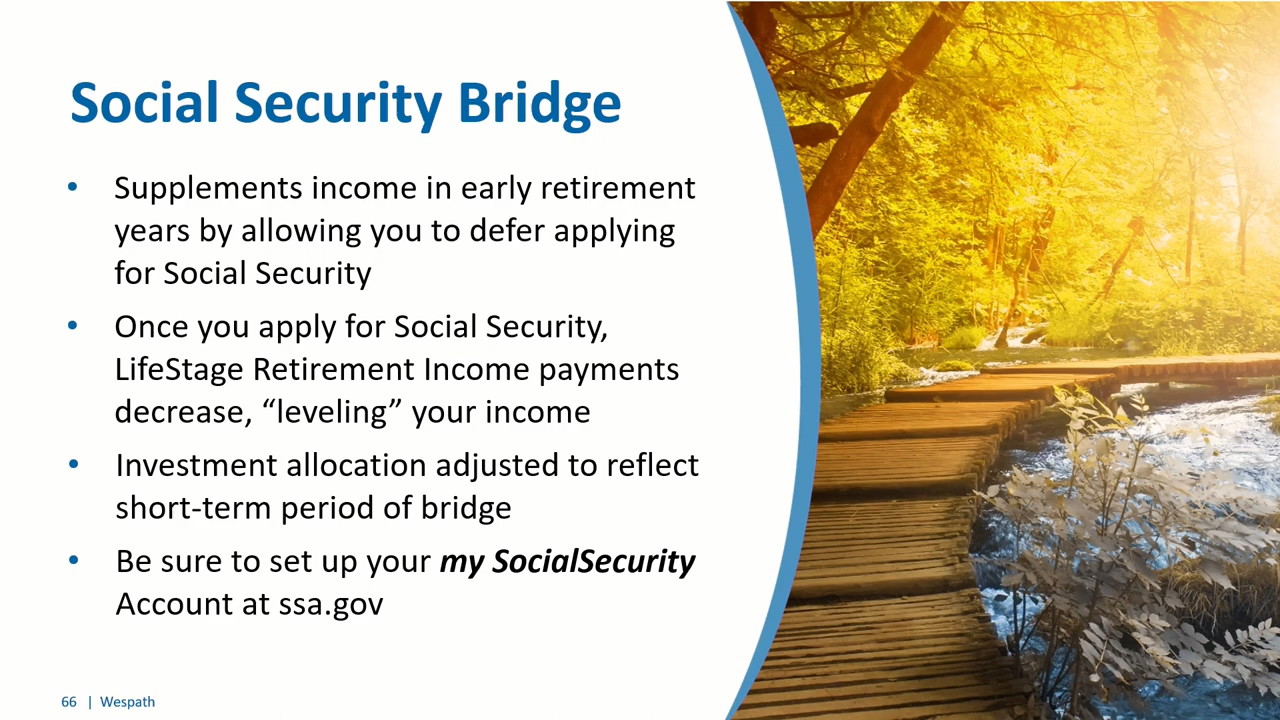 Social Security Bridge
• Supplements income in early retirement
years by allowing you to defer applying
for Social Security
• Once you apply for Social Security,
LifeStage Retirement Income payments
decrease, “leveling” your income
• Investment allocation adjusted to reflect
short-term period of bridge
• Be sure to set up your my SocialSecurity
Account at ssa.gov
66 | Wespath